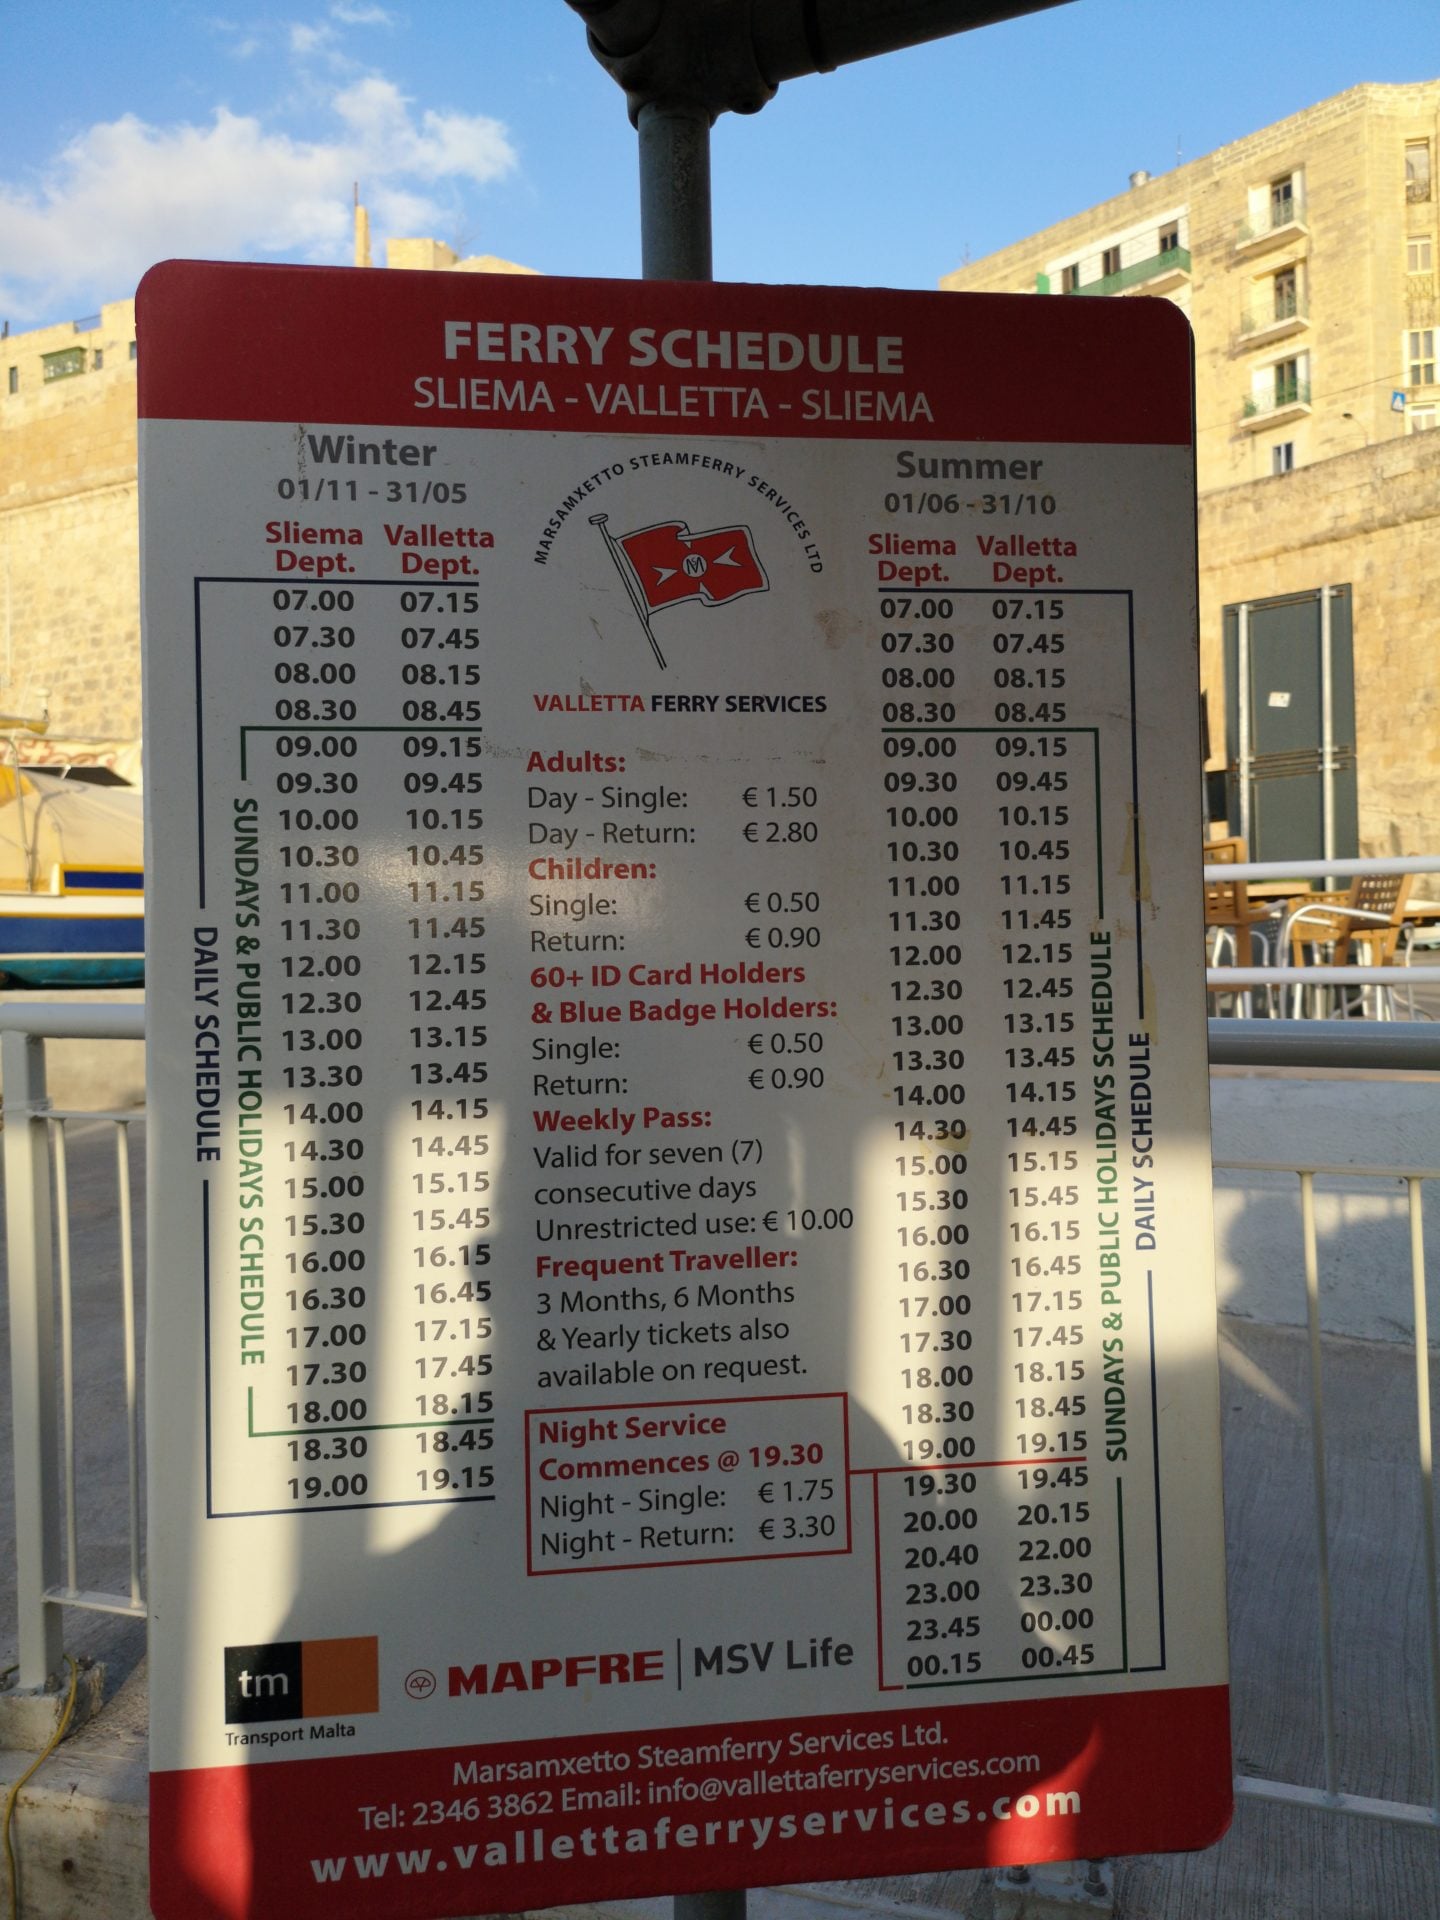 FERRY SCHEDULE
SLIEMA - VALLETTA - SLIEMA
Winter
01/11 - 31/05
Sliema Valletta
Dept. Dept.
07.00 07.15
07.30 07.45
08.00 08.15
08.30 08.45
09.00 09.15
09.30 09.45
10.00 10.15
10.30 10.45
11.00 11.15
11.30 11.45
12.00 12.15
12.30 12.45
13.00 13.15
13.30 13.45
14.00 14.15
14.30 14.45
15.00 15.15
15.30 15.45
16.00 16.15
16.30 16.45
17.00 17.15
17.30 17.45
18.00 18.15
18.30 18.45
19.00 19.15
DAILY SCHEDULE
SUNDAYS & PUBLIC HOLIDAYS SCHEDULE
MARSAMXETTO STEAMFERRY SERVICES LTD
VALLETTA FERRY SERVICES
Adults:
Day - Single: € 1.50
Day - Return: € 2.80
Children:
Single: € 0.50
Return: € 0.90
60+ ID Card Holders
& Blue Badge Holders:
Single: € 0.50
Return: € 0.90
Weekly Pass:
Valid for seven (7)
consecutive days
Unrestricted use: € 10.00
Frequent Traveller:
3 Months, 6 Months
& Yearly tickets also
available on request.
Night Service
Commences @ 19.30
Night - Single: € 1.75
Night - Return: € 3.30
Summer
01/06 - 31/10
Sliema Valletta
Dept. Dept.
07.00 07.15
07.30 07.45
08.00 08.15
08.30 08.45
09.00 09.15
09.30 09.45
10.00 10.15
10.30 10.45
11.00 11.15
11.30 11.45
12.00 12.15
12.30 12.45
13.00 13.15
13.30 13.45
14.00 14.15
14.30 14.45
15.00 15.15
15.30 15.45
16.00 16.15
16.30 16.45
17.00 17.15
17.30 17.45
18.00 18.15
18.30 18.45
19.00 19.15
19.30 19.45
20.00 20.15
20.40 22.00
23.00 23.30
23.45 00.00
00.15 00.45
SUNDAYS & PUBLIC HOLIDAYS SCHEDULE
DAILY SCHEDULE
tm
Transport Malta
MAPFRE | MSV Life
Marsamxetto Steamferry Services Ltd.
Tel: 2346 3862 Email: info@vallettaferryservices.com
www.vallettaferryservices.com